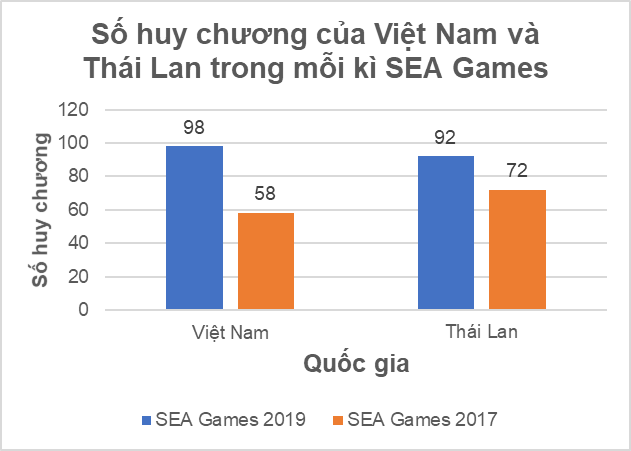 Số huy chương của Việt Nam và
Thái Lan trong mỗi kì SEA Games
Số huy chương
120
100
80
60
40
20
0
98
58
92
72
Việt Nam
Thái Lan
Quốc gia
SEA Games 2019
SEA Games 2017